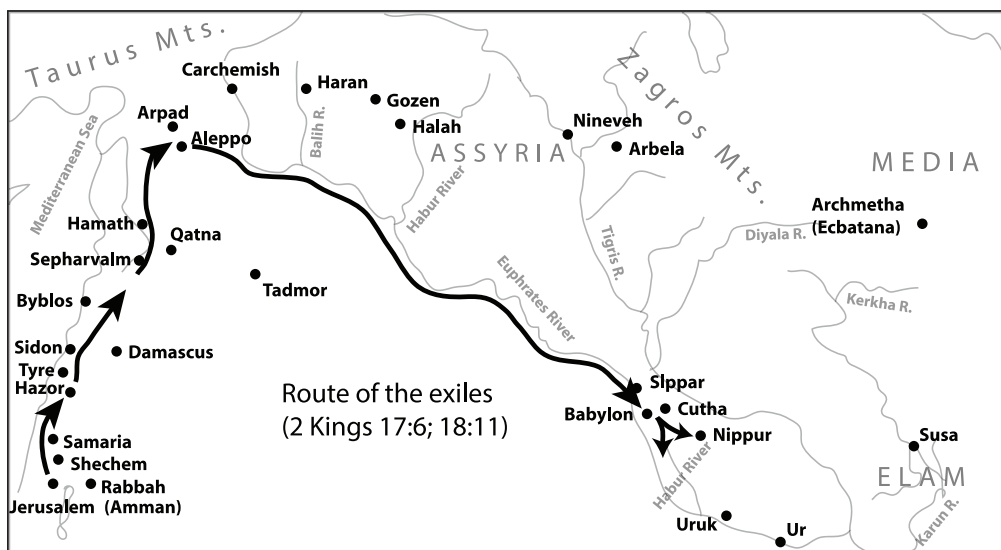 Taurus Mts.
Carchemish
Haran
Gozen
Halah
Zagros Mts.
Arpad
Aleppo
Balih R.
Nineveh
Arbela
ASSYRIA
MEDIA
Mediterranean Sea
Habur River
Hamath
Qatna
Archmetha
(Ecbatana)
Diyala R.
Sepharvalm
Tigris R.
Tadmor
Euphrates River
Kerkha R.
Byblos
Sidon
Damascus
Tyre
Hazor
Route of the exiles
(2 Kings 17:6; 18:11)
Slppar
Babylon
Cutha
Nippur
Samaria
Shechem
Rabbah
(Amman)
Jerusalem
Habur River
Susa
ELAM
Karun R.
Uruk
Ur